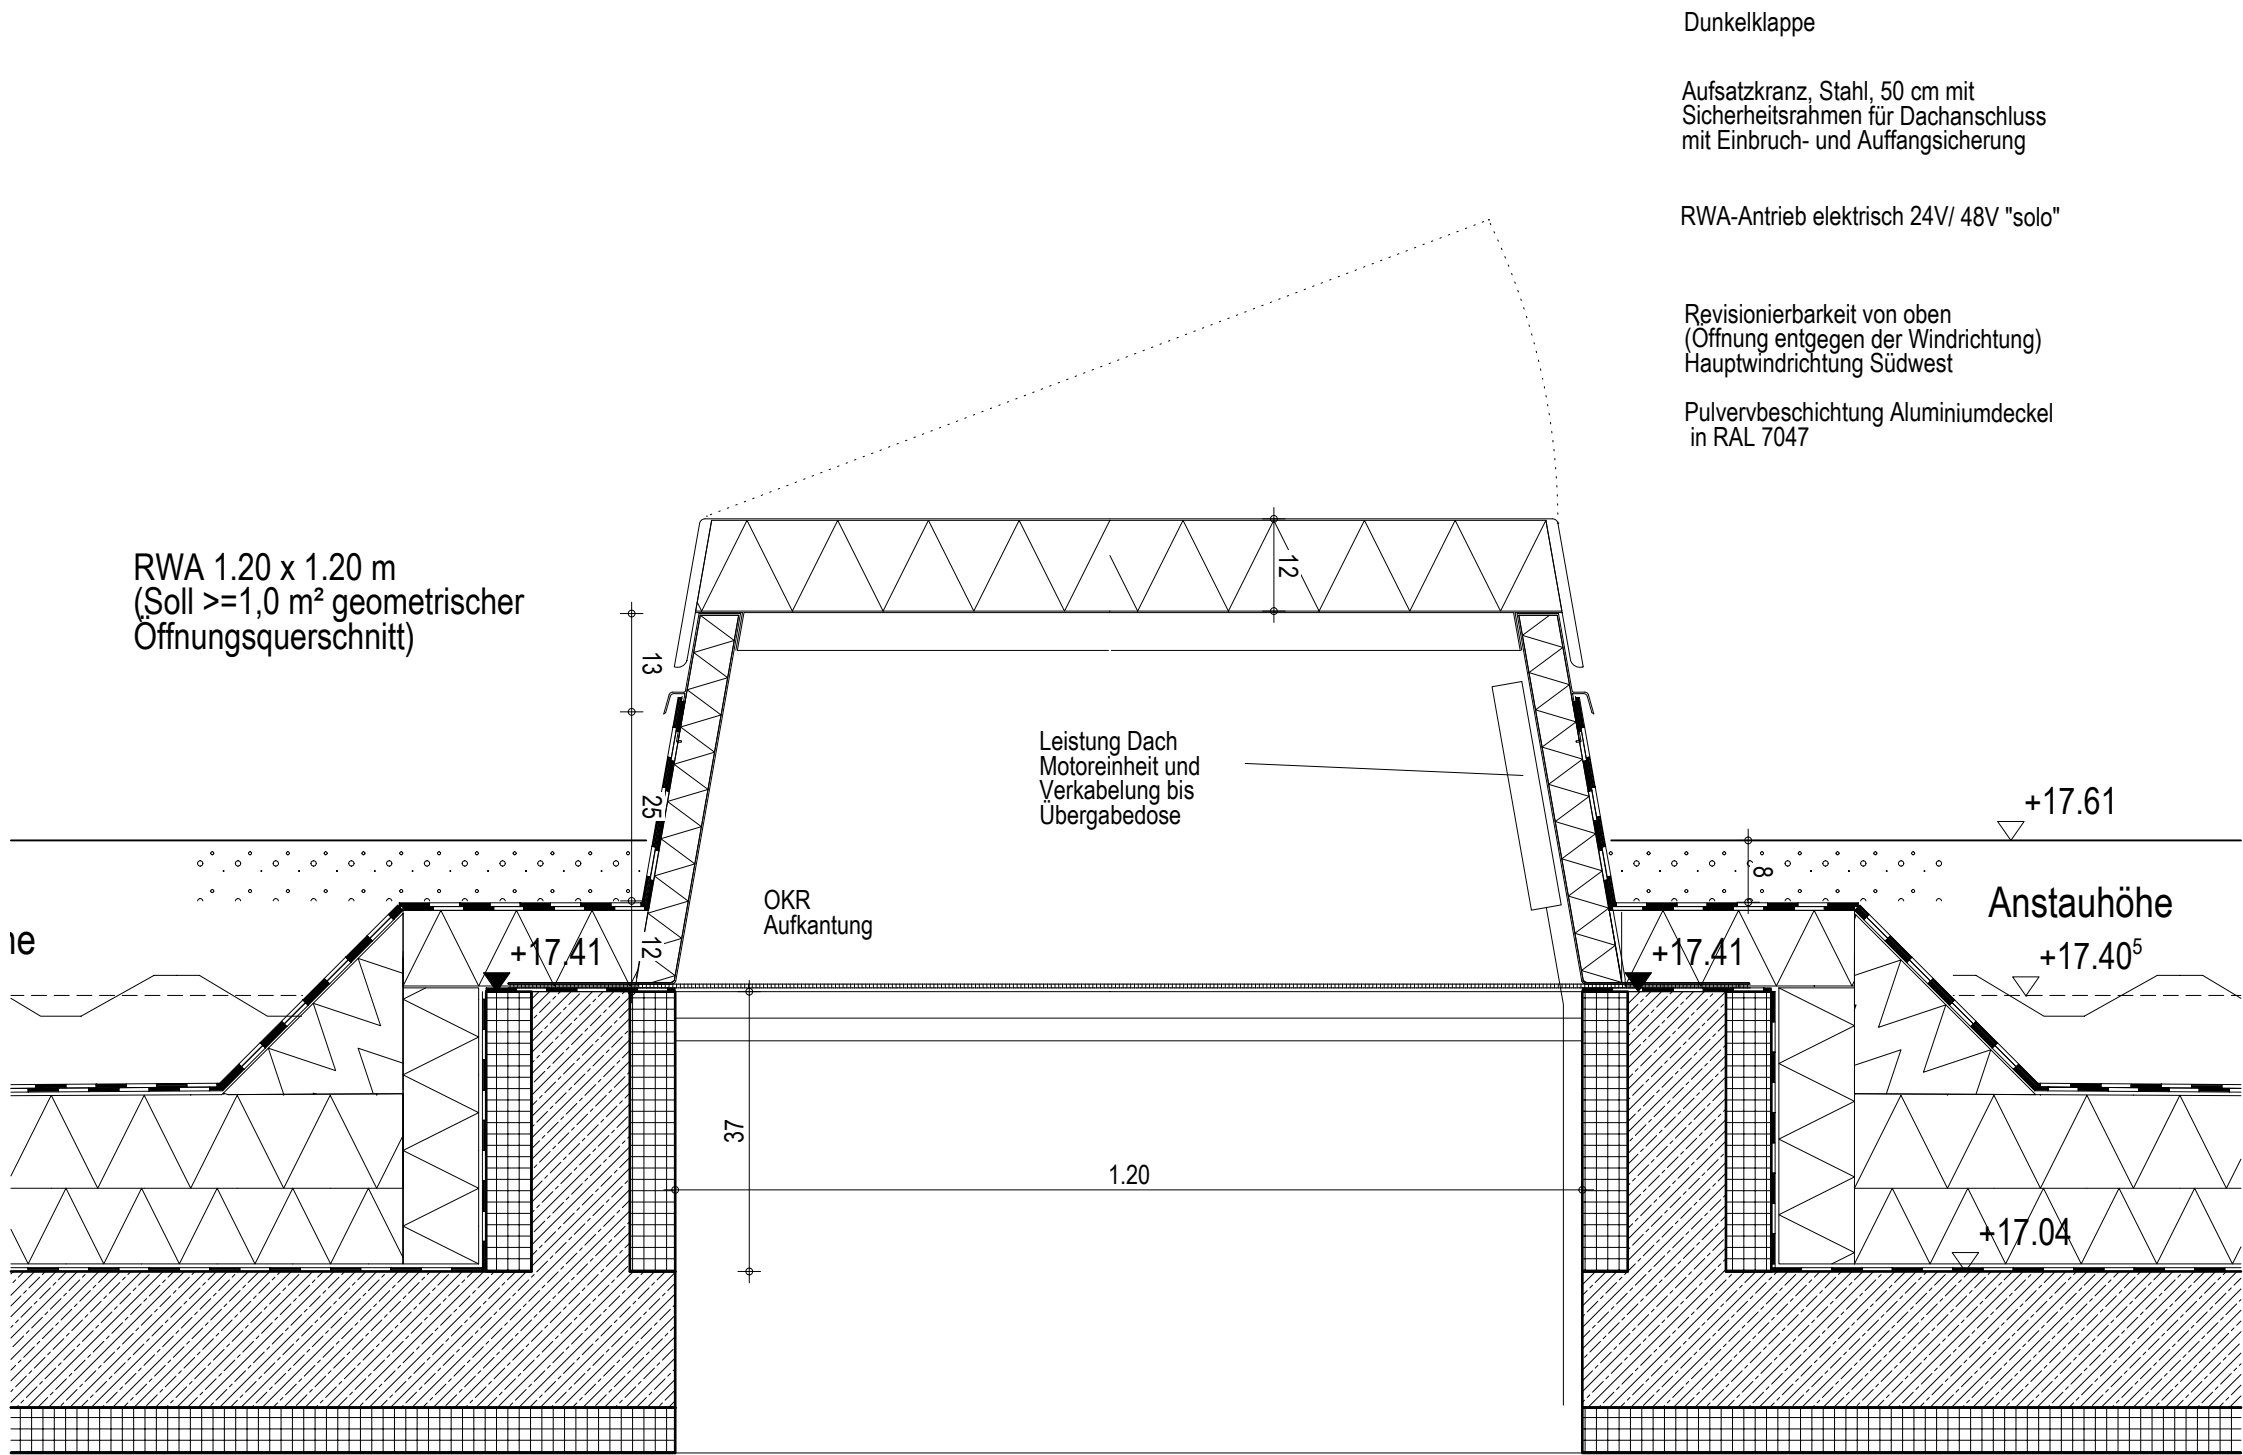 Dunkelklappe
Aufsatzkranz, Stahl, 50 cm mit
Sicherheitsrahmen für Dachanschluss
mit Einbruch- und Auffangsicherung
RWA-Antrieb elektrisch 24V/ 48V "solo"
Revisionierbarkeit von oben
(Öffnung entgegen der Windrichtung)
Hauptwindrichtung Südwest
Pulvervbeschichtung Aluminiumdeckel
in RAL 7047
RWA 1.20 x 1.20 m
(Soll >=1,0 m² geometrischer
Öffnungsquerschnitt)
12
13
Leistung Dach
Motoreinheit und
Verkabelung bis
Übergabedose
25
+17.61
8
OKR
Aufkantung
Anstauhöhe
he
+17.41
12
+17.41
+17.40⁵
37
1.20
+17.04